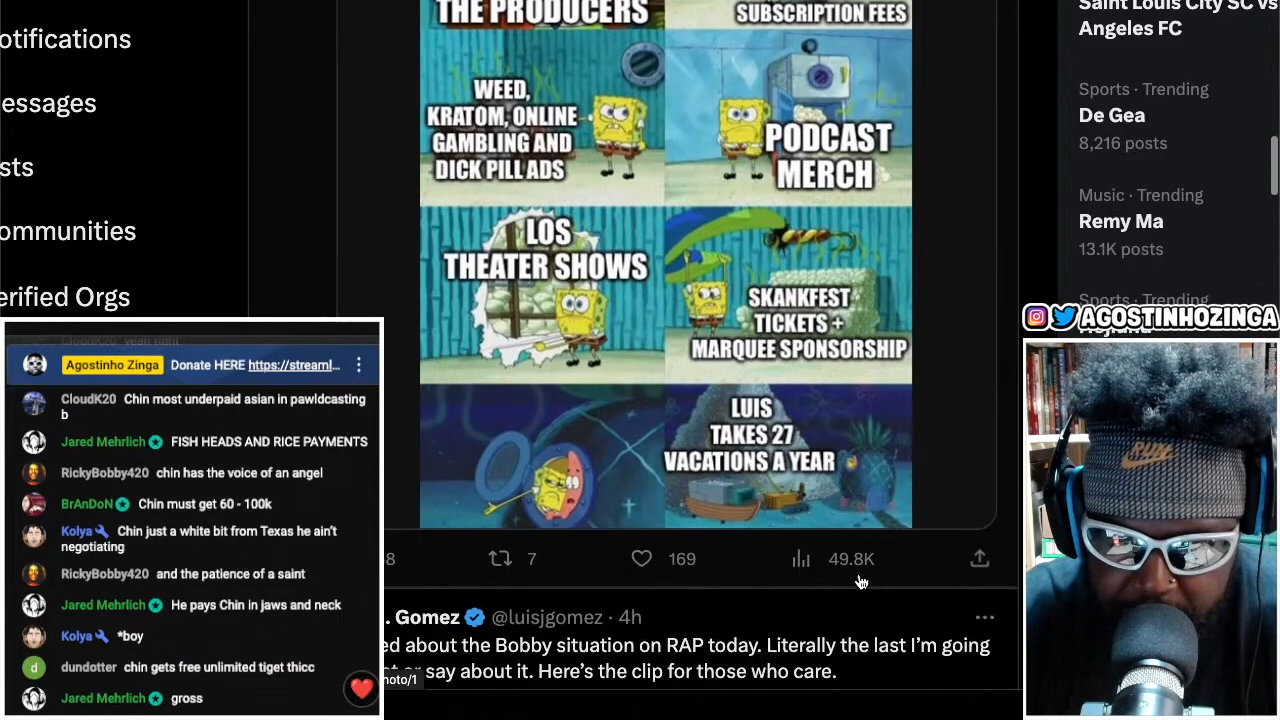 otifications
essages
sts
ommunities
erified Orgs
THE PRODUCERS
SUBSCRIPTION FEES
WEED,
KRATOM, ONLINE
GAMBLING AND
DICK PILL ADS
PODCAST
MERCH
LOS
THEATER SHOWS
SKANKFEST
TICKETS +
MARQUEE SPONSORSHIP
LUIS
TAKES 27
VACATIONS A YEAR
8 7 169 49.8K
. Gomez @luisjgomez · 4h
ed about the Bobby situation on RAP today. Literally the last I'm going
say about it. Here's the clip for those who care.
hoto/1
Saint Louis City SC vs
Angeles FC
Sports · Trending
De Gea
8,216 posts
Music · Trending
Remy Ma
13.1K posts
Sports · Trending
@AGOSTINHOZINGA
RUN
Agostinho Zinga Donate HERE https://streaml...
CloudK20 Chin most underpaid asian in pawldcasting
b
Jared Mehrlich FISH HEADS AND RICE PAYMENTS
RickyBobby420 chin has the voice of an angel
BrAnDoN Chin must get 60 - 100k
Kolya Chin just a white bit from Texas he ain't
negotiating
RickyBobby420 and the patience of a saint
Jared Mehrlich He pays Chin in jaws and neck
Kolya *boy
d dundotter chin gets free unlimited tiget thicc
Jared Mehrlich gross